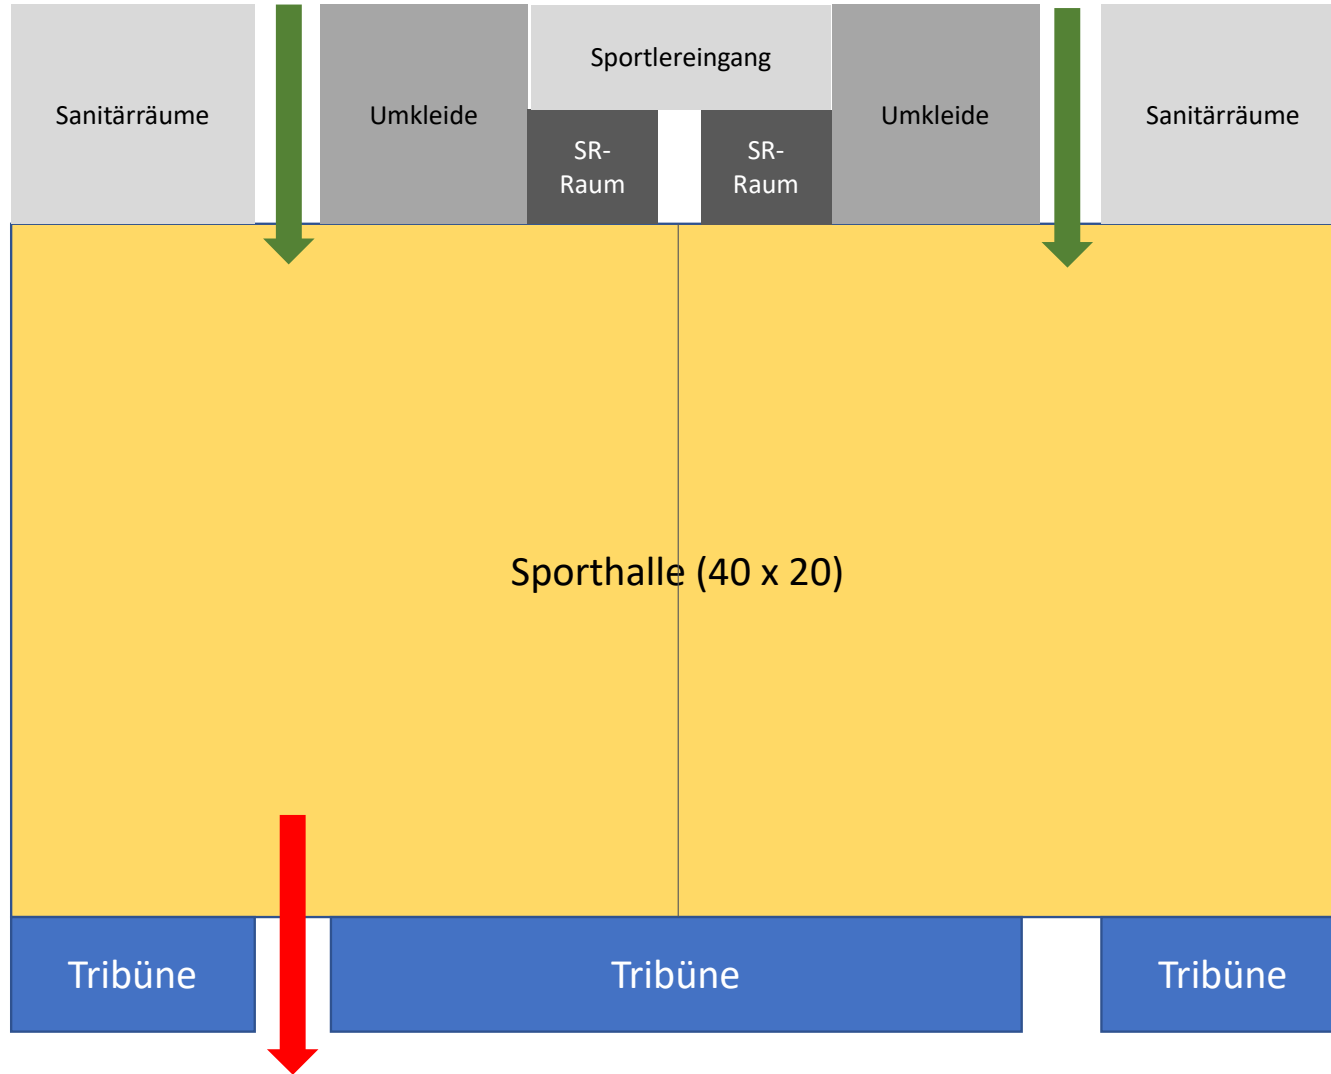 Sportlereingang
Sanitärräume
Umkleide
Umkleide
Sanitärräume
SR-
Raum
SR-
Raum
Sporthalle (40 x 20)
Tribüne
Tribüne
Tribüne